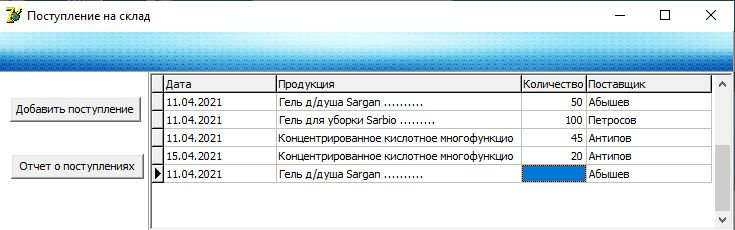 Поступление на склад
Дата Продукция Количество Поставщик
11.04.2021 Гель д/душа Sargan .......... 50 Абышев
Добавить поступление
11.04.2021 Гель для уборки Sarbio ......... 100 Петросов
11.04.2021 Концентрированное кислотное многофункцио 45 Антипов
15.04.2021 Концентрированное кислотное многофункцио 20 Антипов
Отчет о поступлениях
11.04.2021 Гель д/душа Sargan .......... Абышев